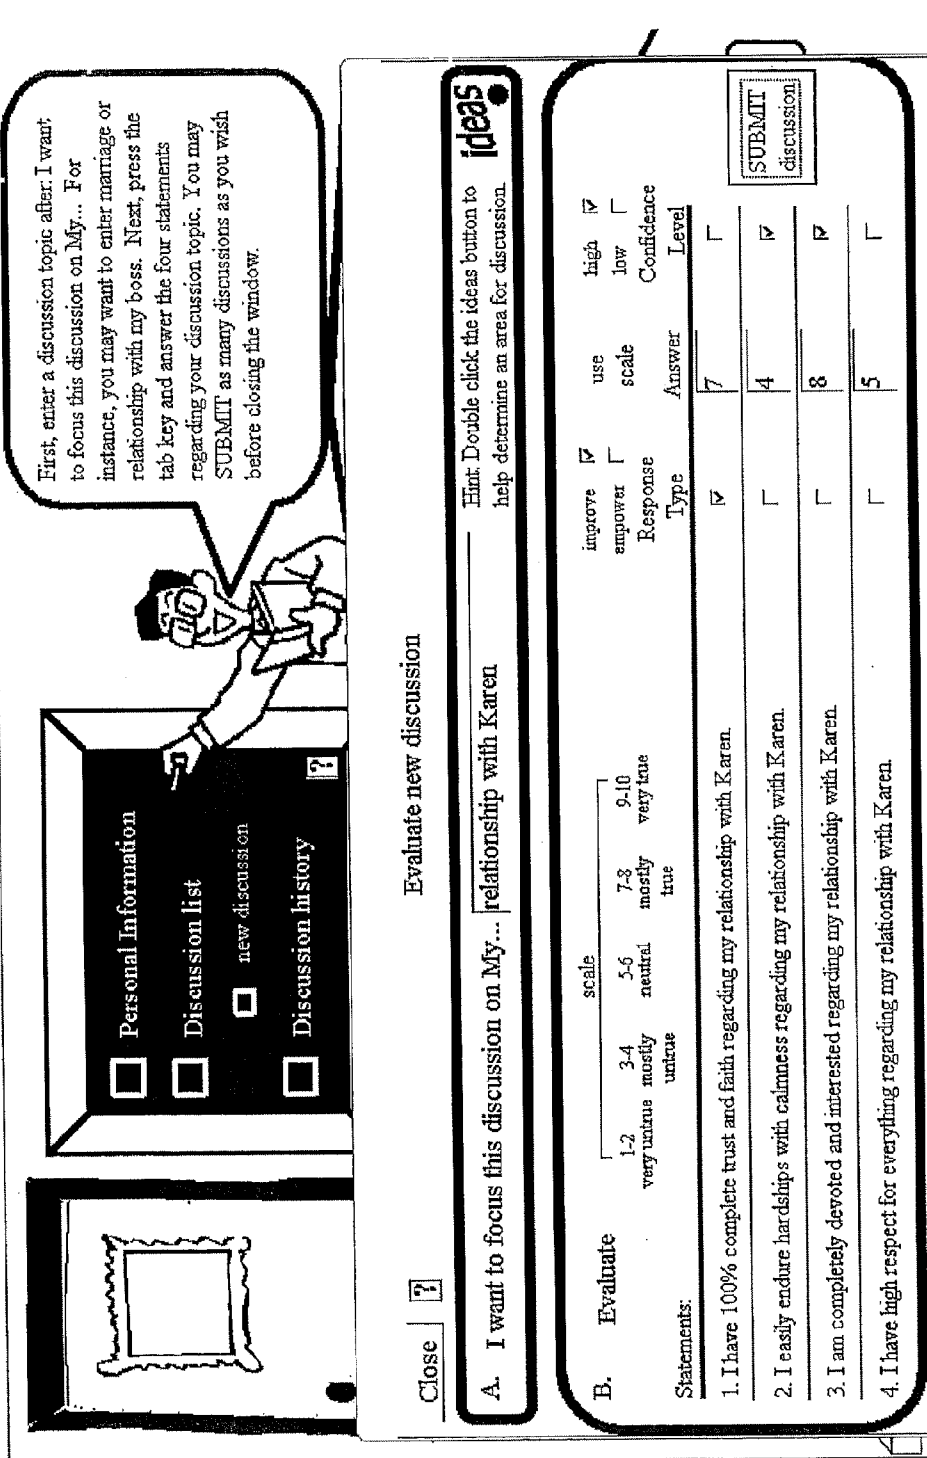 First, enter a discussion topic after: I want
to focus this discussion on My... For
instance, you may want to enter marriage or
relationship with my boss. Next, press the
tab key and answer the four statements
regarding your discussion topic. You may
SUBMIT as many discussions as you wish
before closing the window.
Personal Information
Discussion list
new discussion
Discussion history
?
Close
?
Evaluate new discussion
A. I want to focus this discussion on My... relationship with Karen
Hint: Double click the ideas button to
help determine an area for discussion.
ideas
B. Evaluate
scale
1-2 3-4 5-6 7-8 9-10
very untrue mostly neutral mostly very true
untrue true
improve use high
empower scale low
Response Answer Confidence
Type Level
SUBMIT
discussion
Statements:
1. I have 100% complete trust and faith regarding my relationship with Karen. 7
2. I easily endure hardships with calmness regarding my relationship with Karen. 4
3. I am completely devoted and interested regarding my relationship with Karen. 8
4. I have high respect for everything regarding my relationship with Karen. 5